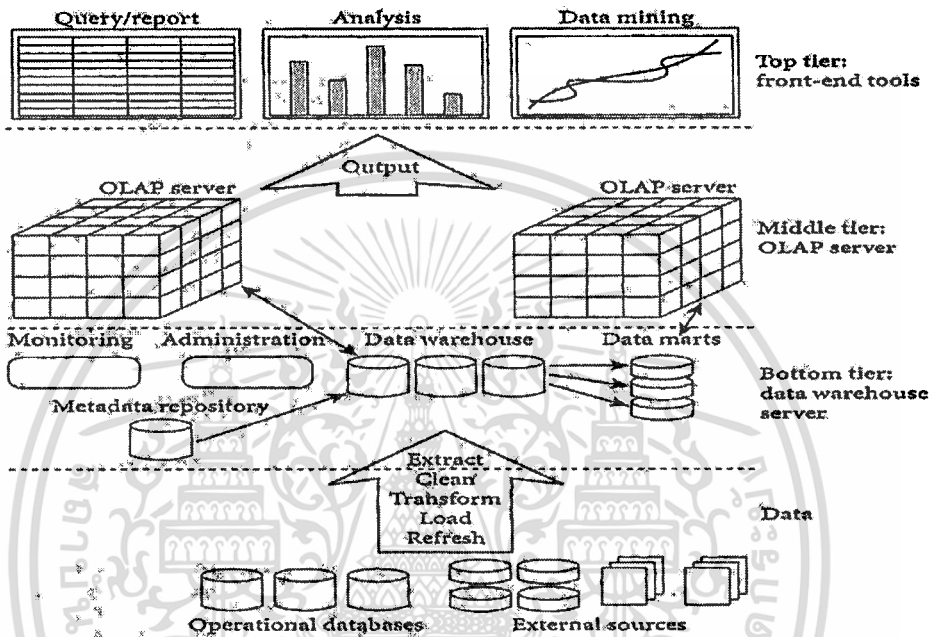 Query/report
Analysis
Data mining
Top tier:
front-end tools
Output
OLAP server
OLAP server
Middle tier:
OLAP server
Monitoring
Administration
Data warehouse
Data marts
Bottom tier:
data warehouse
server
Metadata repository
Extract
Clean
Transform
Load
Refresh
Data
Operational databases
External sources